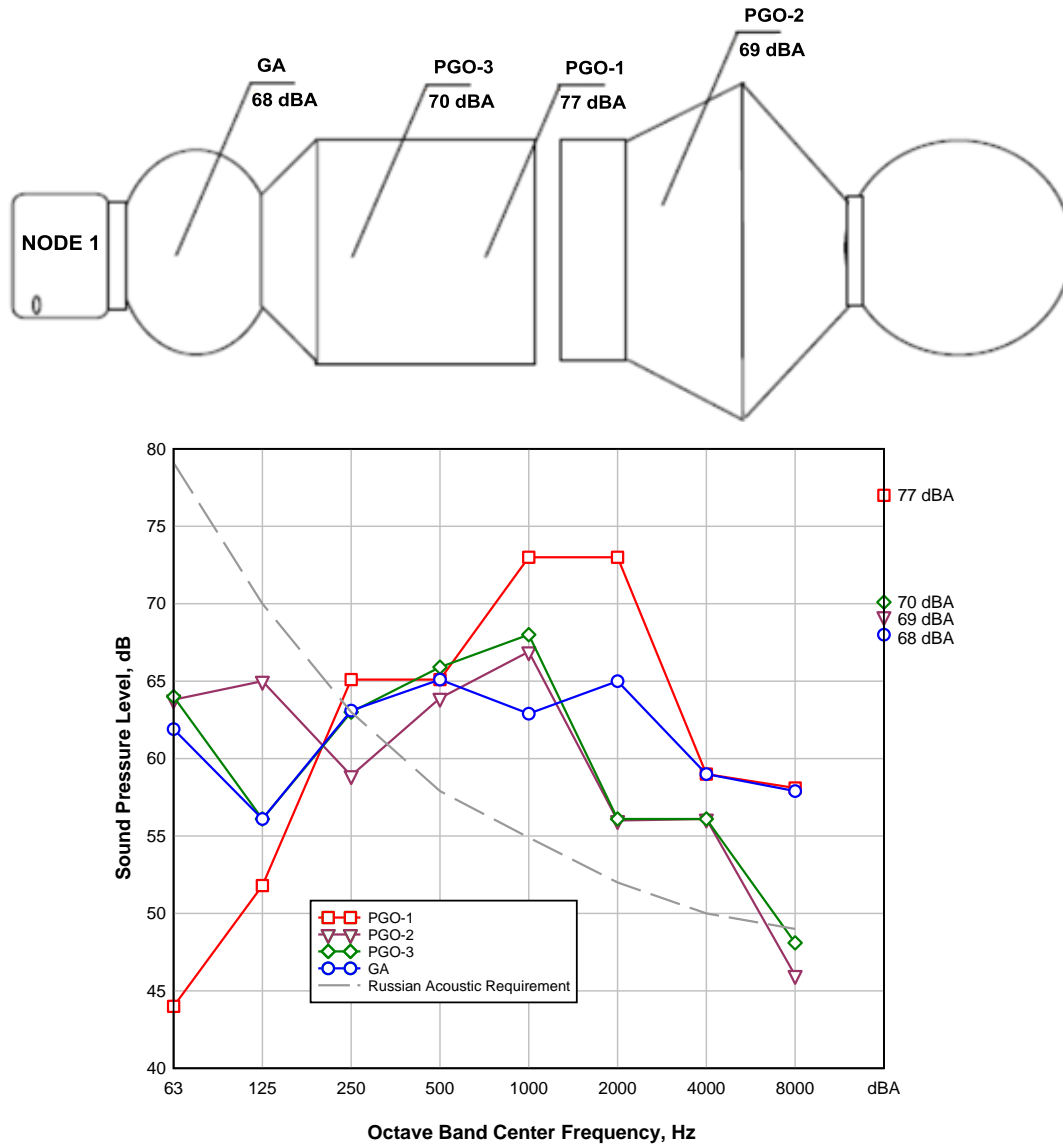 PGO-2
69 dBA
GA
68 dBA
PGO-3
70 dBA
PGO-1
77 dBA
NODE 1
80
75
70
65
60
55
50
45
40
Sound Pressure Level, dB
77 dBA
70 dBA
69 dBA
68 dBA
PGO-1
PGO-2
PGO-3
GA
Russian Acoustic Requirement
63 125 250 500 1000 2000 4000 8000 dBA
Octave Band Center Frequency, Hz